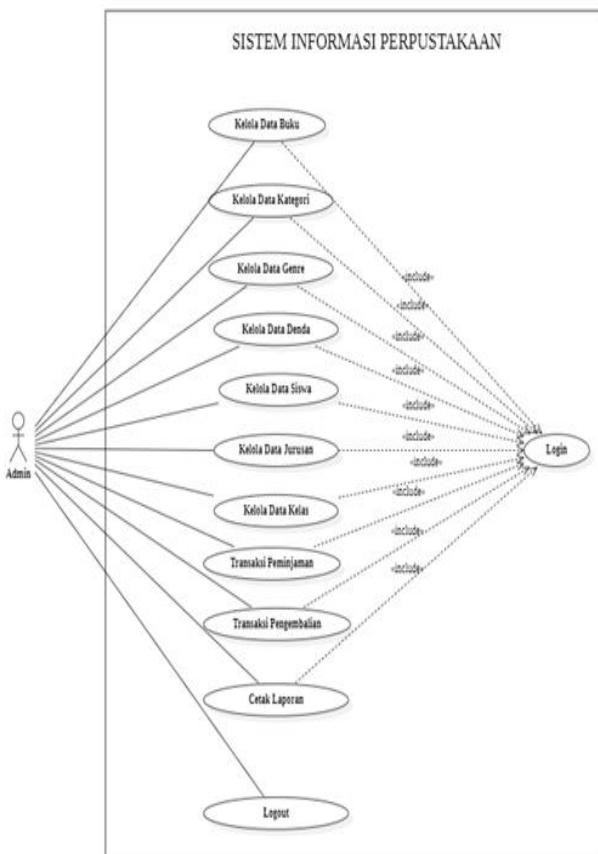 SISTEM INFORMASI PERPUSTAKAAN
Kelola Data Buku
Kelola Data Kategori
Kelola Data Genre
«include»
«include»
Kelola Data Denda
«include»
«include»
Kelola Data Siswa
«include»
Admin
Kelola Data Jurusan
«include»
Login
«include»
Kelola Data Kelas
«include»
«include»
Transaksi Peminjaman
«include»
Transaksi Pengembalian
Cetak Laporan
Logout